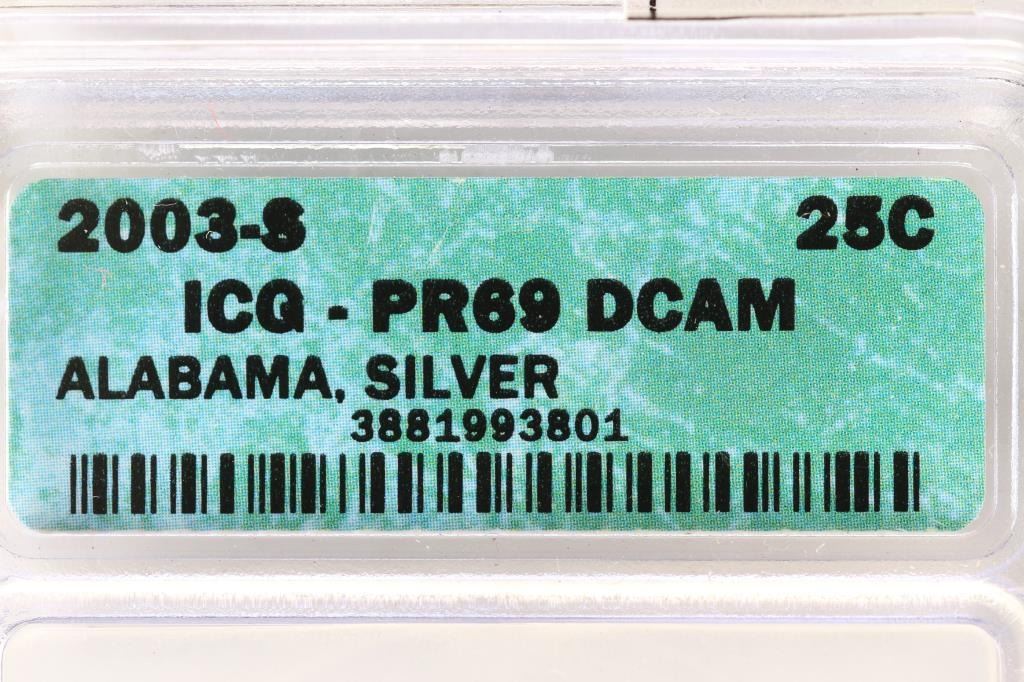 2003-S 25C
ICG - PR69 DCAM
ALABAMA, SILVER
3881993801